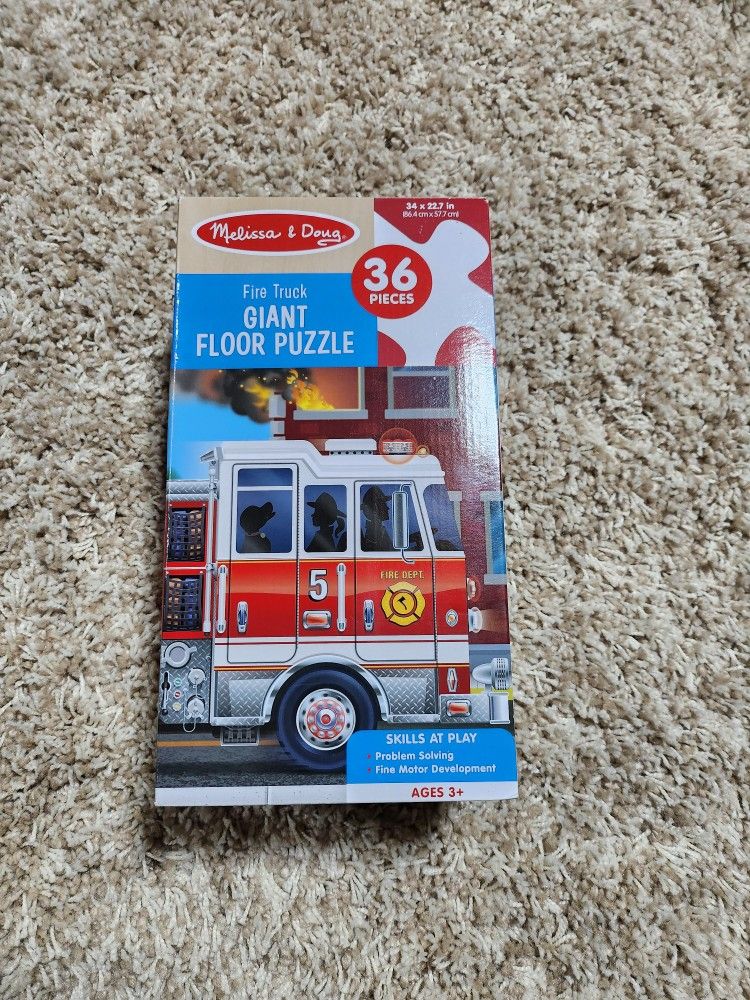 34 x 22.7 in
(86.4 cm x 57.7 cm)
Melissa & Doug
36
PIECES
Fire Truck
GIANT
FLOOR PUZZLE
5
FIRE DEPT.
SKILLS AT PLAY
• Problem Solving
• Fine Motor Development
AGES 3+